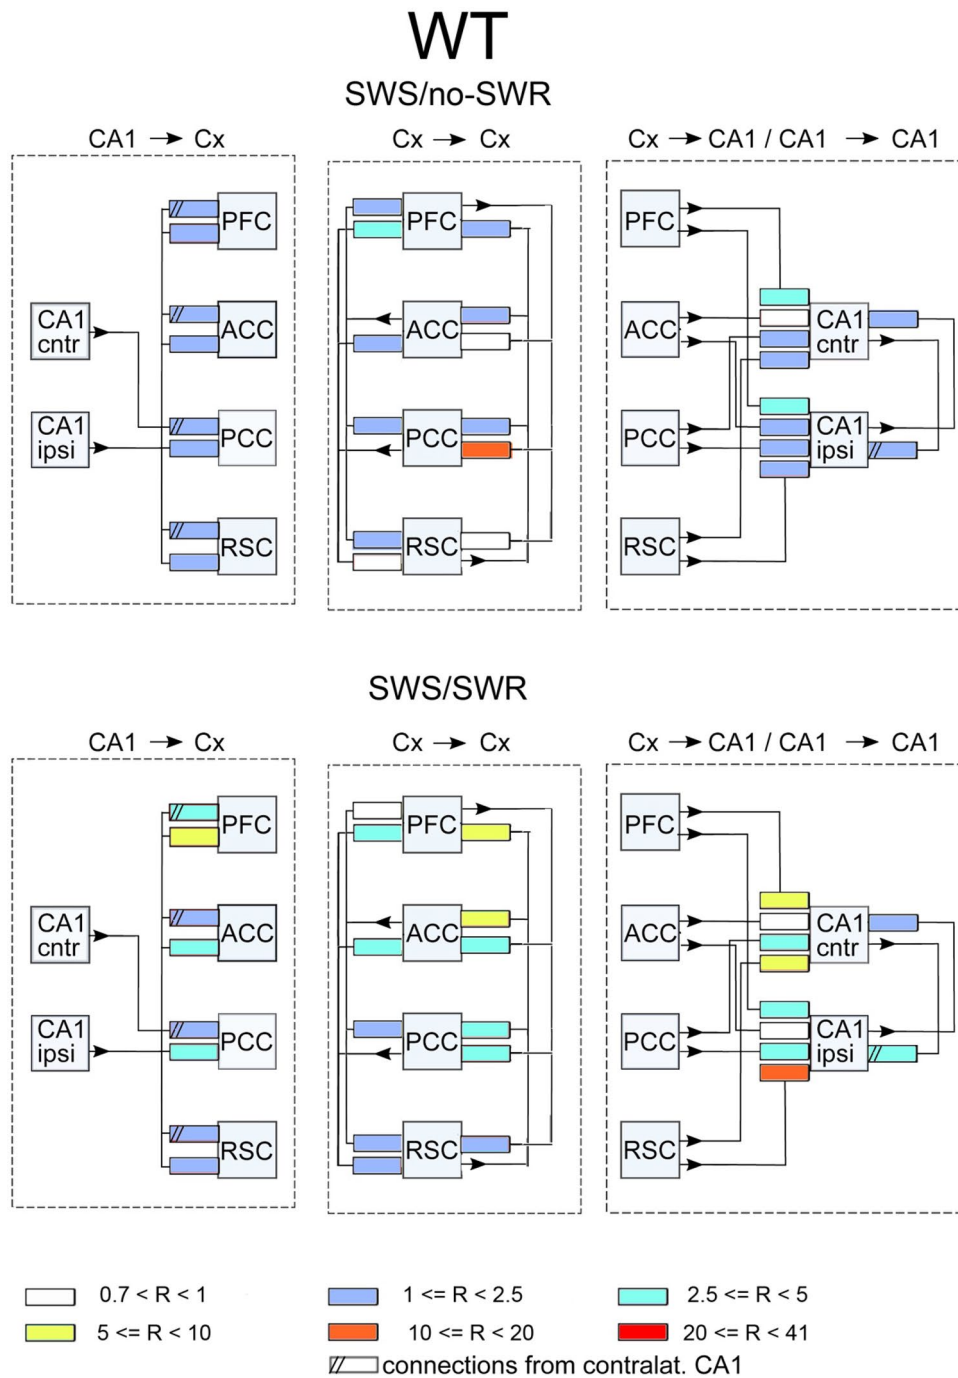 WT
SWS/no-SWR
CA1 → Cx
Cx → Cx
Cx → CA1 / CA1 → CA1
PFC
ACC
CA1
cntr
CA1
ipsi
PCC
RSC
PFC
ACC
PCC
RSC
PFC
ACC
PCC
RSC
CA1
cntr
CA1
ipsi
SWS/SWR
CA1 → Cx
Cx → Cx
Cx → CA1 / CA1 → CA1
PFC
ACC
CA1
cntr
CA1
ipsi
PCC
RSC
PFC
ACC
PCC
RSC
PFC
ACC
PCC
RSC
CA1
cntr
CA1
ipsi
0.7 < R < 1
1 <= R < 2.5
2.5 <= R < 5
5 <= R < 10
10 <= R < 20
20 <= R < 41
connections from contralat. CA1